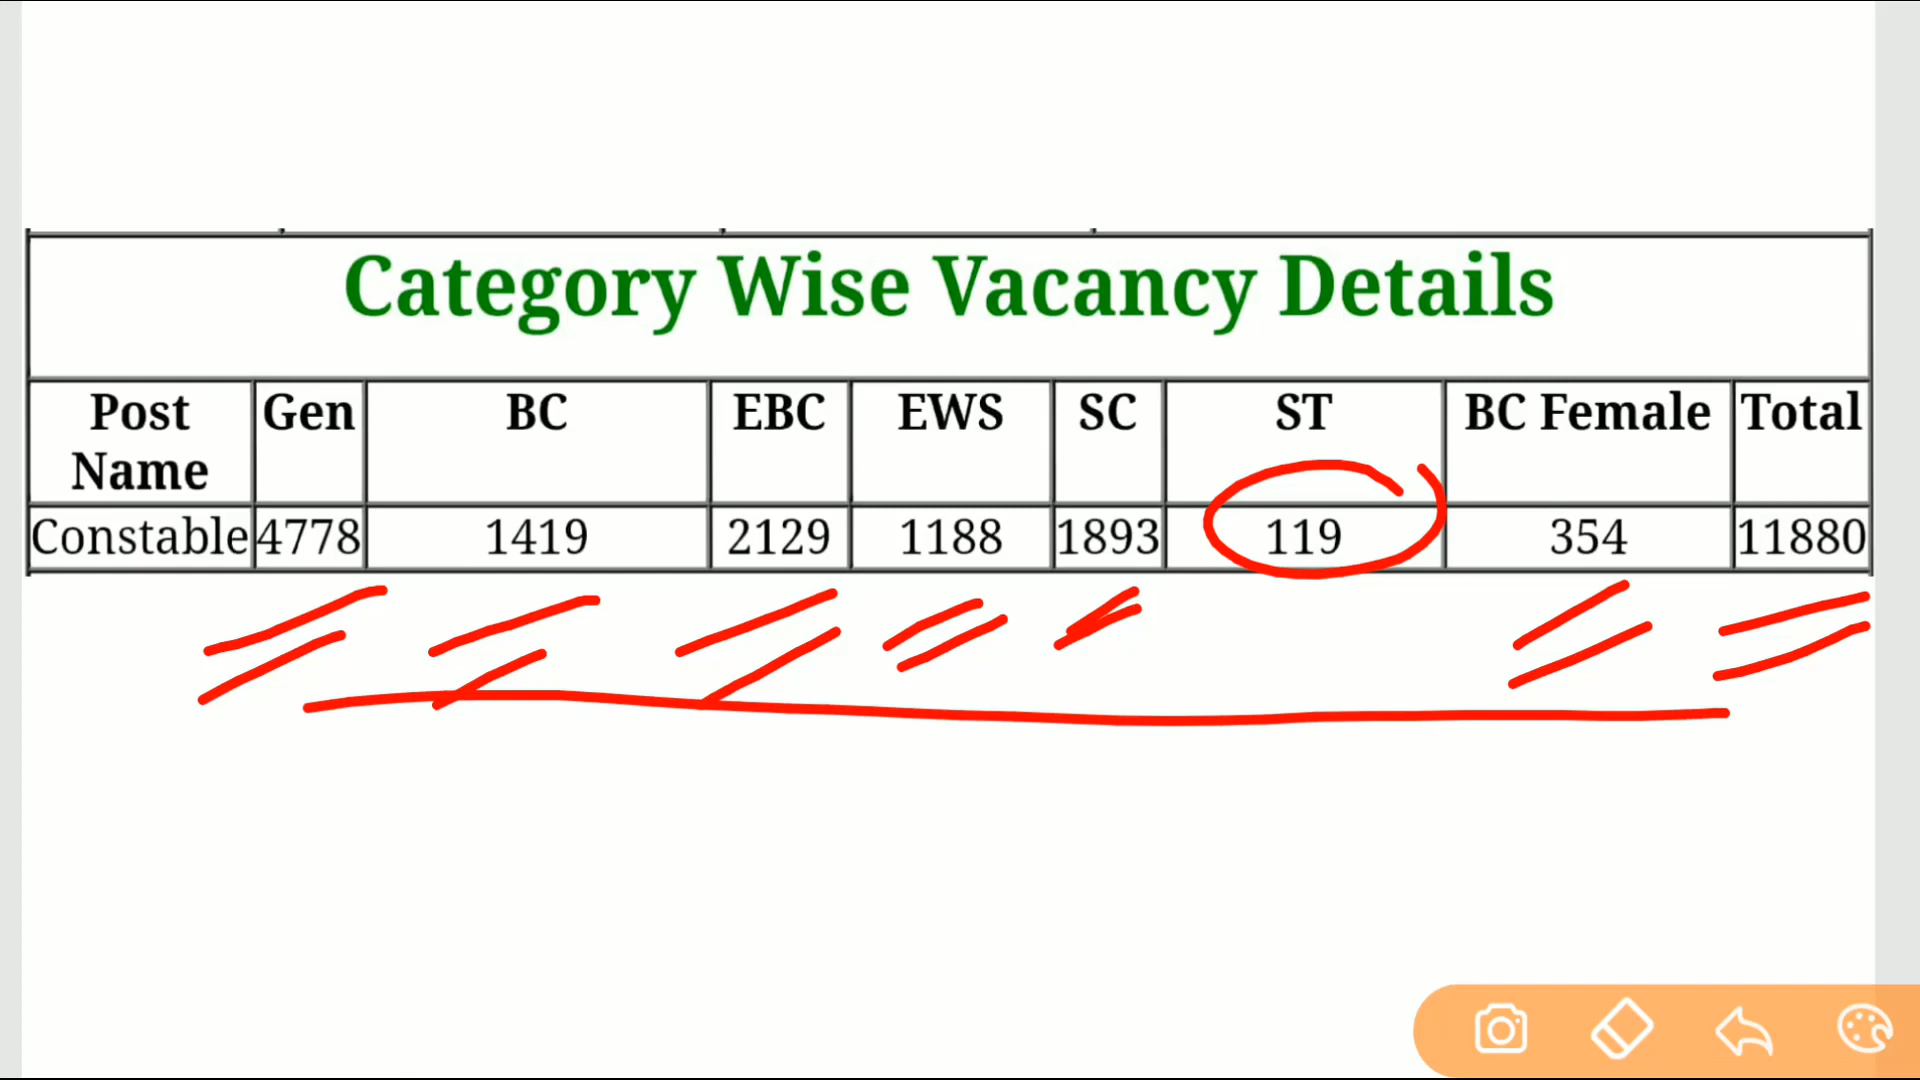 Category Wise Vacancy Details
Post Name Gen BC EBC EWS SC ST BC Female Total
Constable 4778 1419 2129 1188 1893 119 354 11880